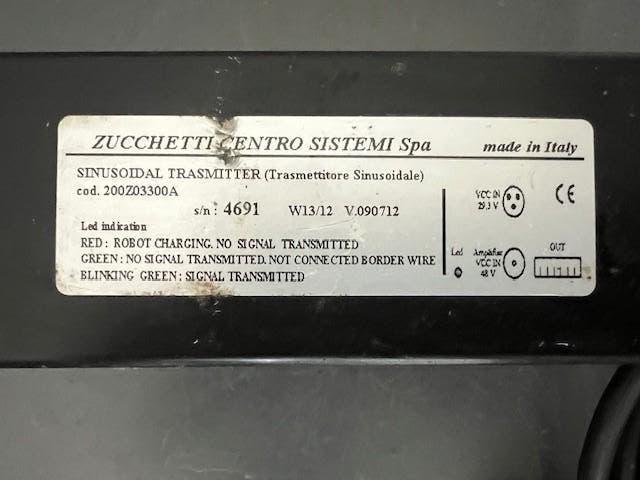 ZUCCHETTI CENTRO SISTEMI Spa made in Italy
SINUSOIDAL TRASMITTER (Trasmettitore Sinusoidale)
cod. 200Z03300A
s/n : 4691 W13/12 V.090712
Led indication
RED : ROBOT CHARGING. NO SIGNAL TRANSMITTED
GREEN : NO SIGNAL TRANSMITTED. NOT CONNECTED BORDER WIRE
BLINKING GREEN : SIGNAL TRANSMITTED
VCC IN
29,3 V
CE
Led
Amplifier
VCC IN
48 V
OUT